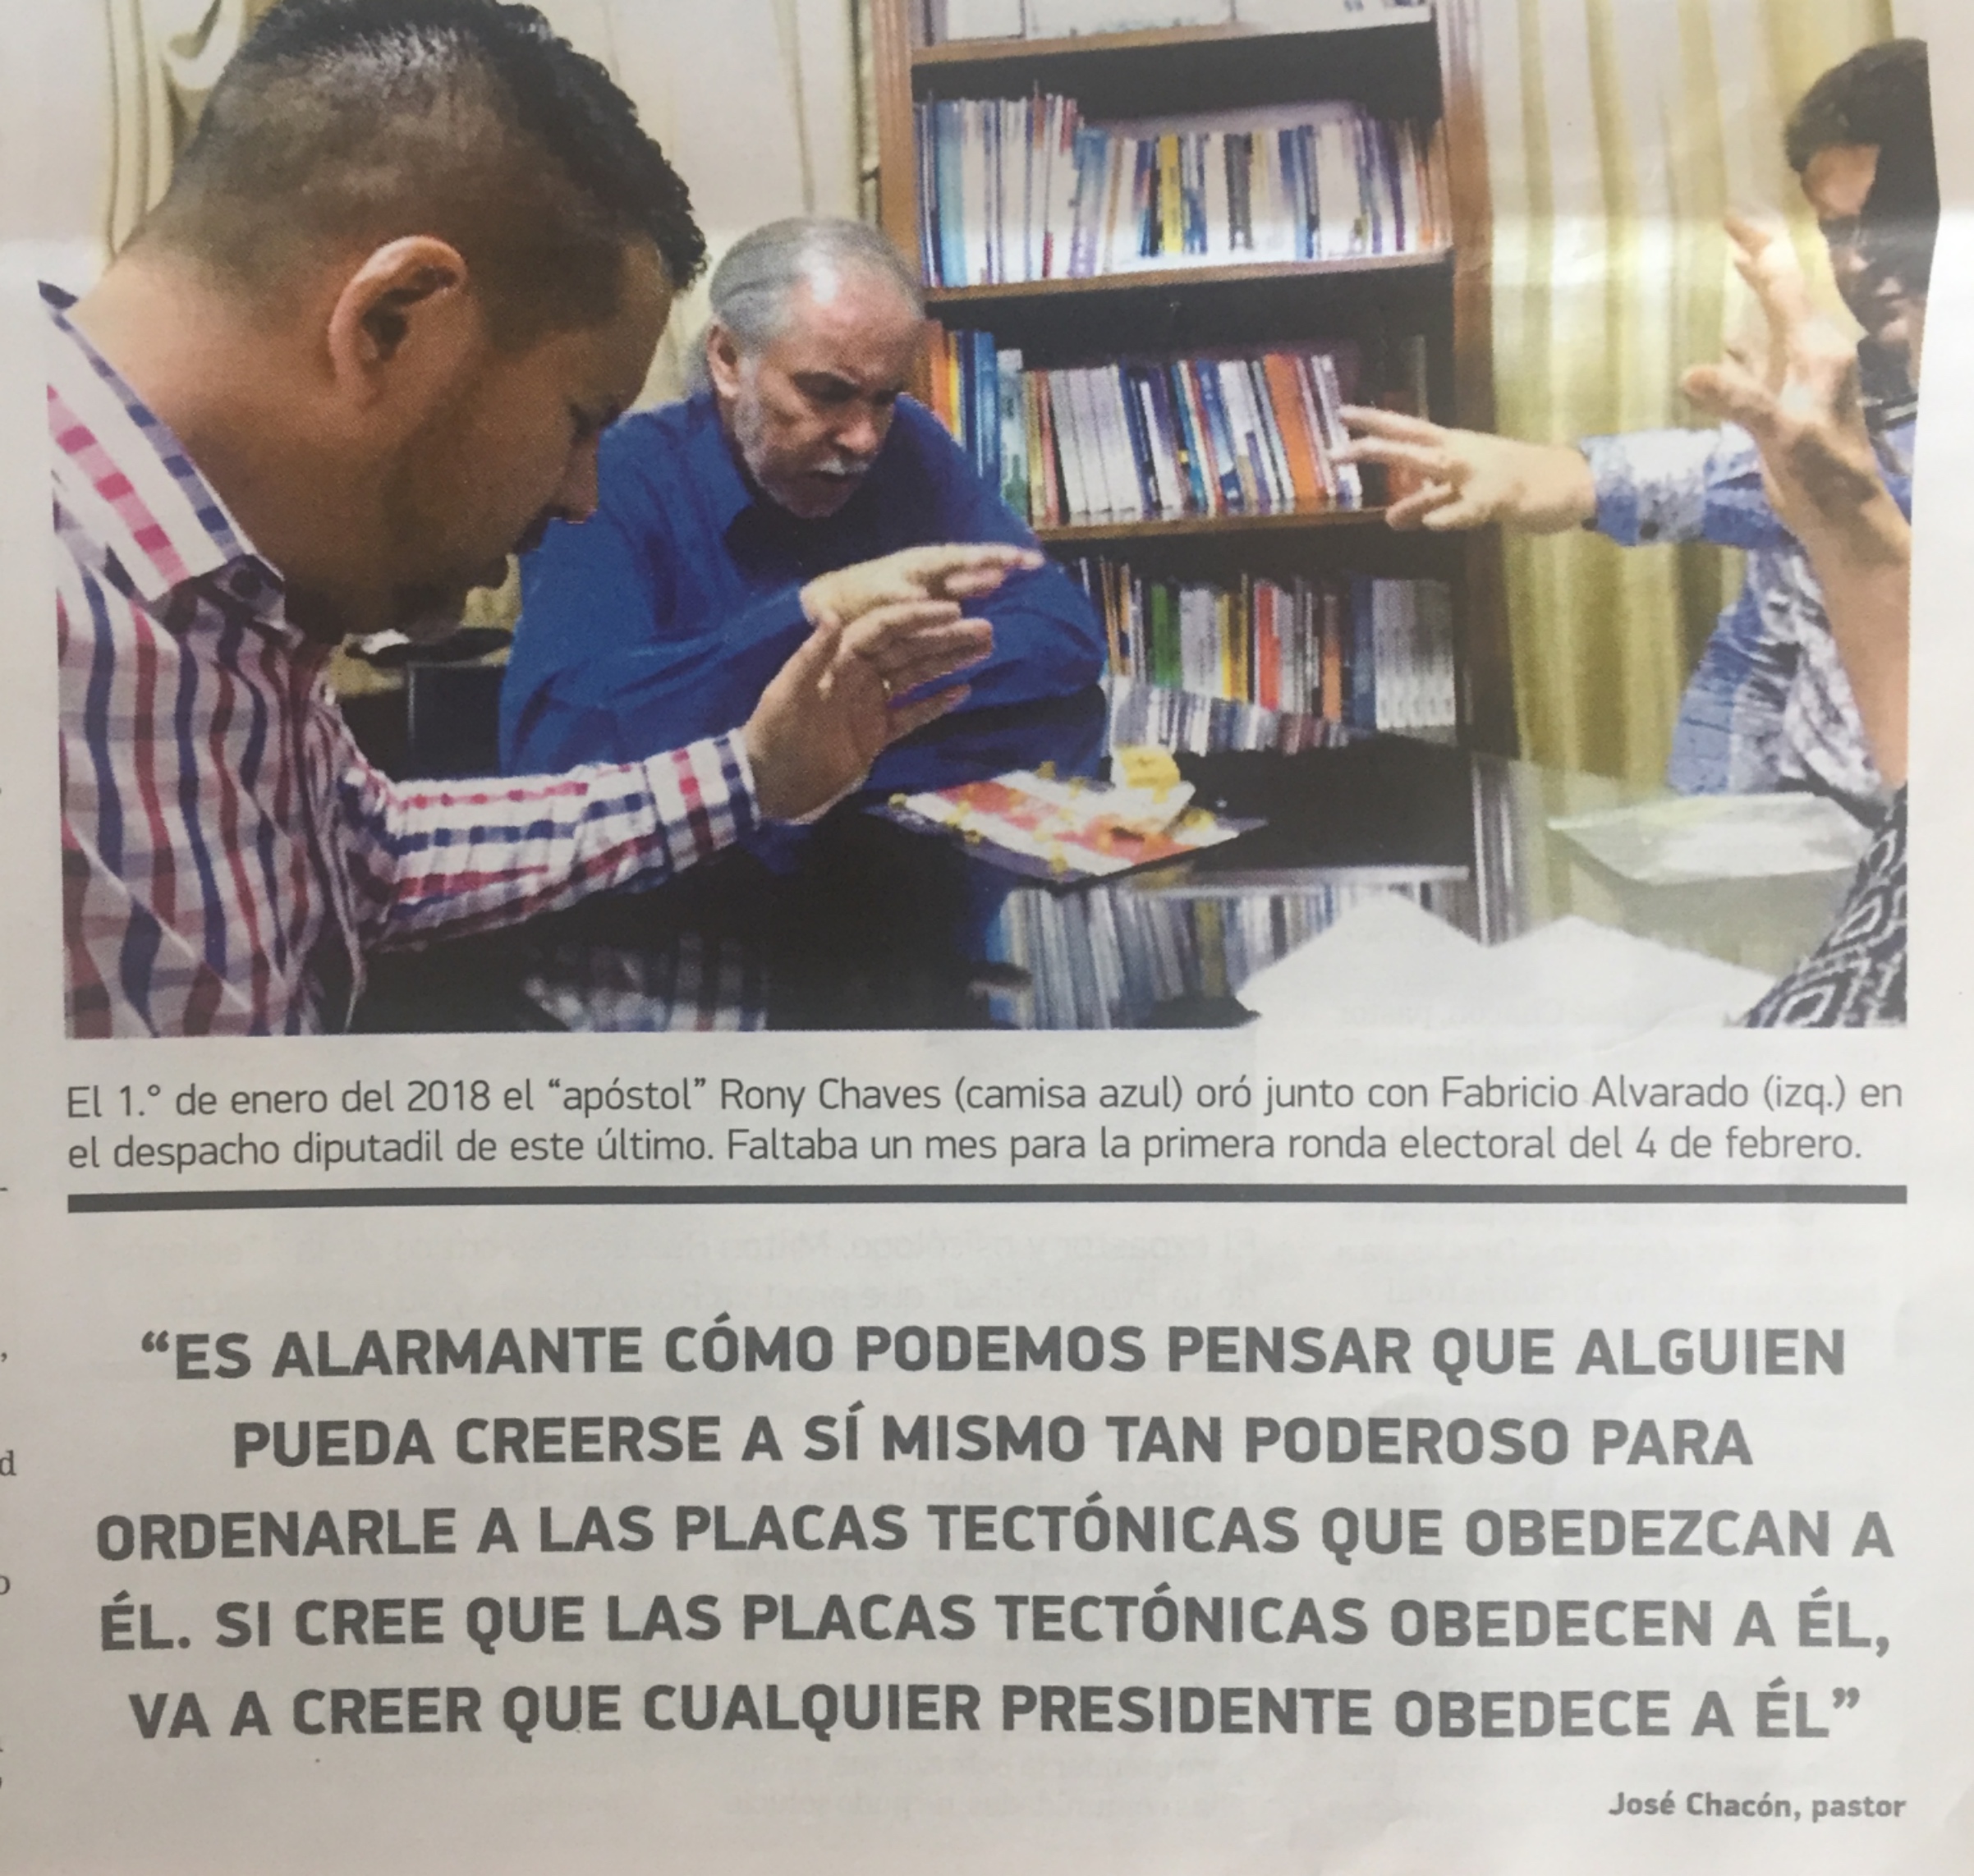 El 1.° de enero del 2018 el “apóstol” Rony Chaves (camisa azul) oró junto con Fabricio Alvarado (izq.) en
el despacho diputadil de este último. Faltaba un mes para la primera ronda electoral del 4 de febrero.
“ES ALARMANTE CÓMO PODEMOS PENSAR QUE ALGUIEN
PUEDA CREERSE A SÍ MISMO TAN PODEROSO PARA
ORDENARLE A LAS PLACAS TECTÓNICAS QUE OBEDEZCAN A
ÉL. SI CREE QUE LAS PLACAS TECTÓNICAS OBEDECEN A ÉL,
VA A CREER QUE CUALQUIER PRESIDENTE OBEDECE A ÉL”
José Chacón, pastor